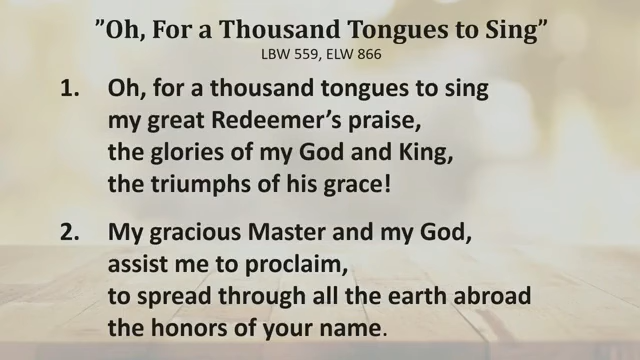 ”Oh, For a Thousand Tongues to Sing”
LBW 559, ELW 866
1. Oh, for a thousand tongues to sing
my great Redeemer’s praise,
the glories of my God and King,
the triumphs of his grace!
2. My gracious Master and my God,
assist me to proclaim,
to spread through all the earth abroad
the honors of your name.